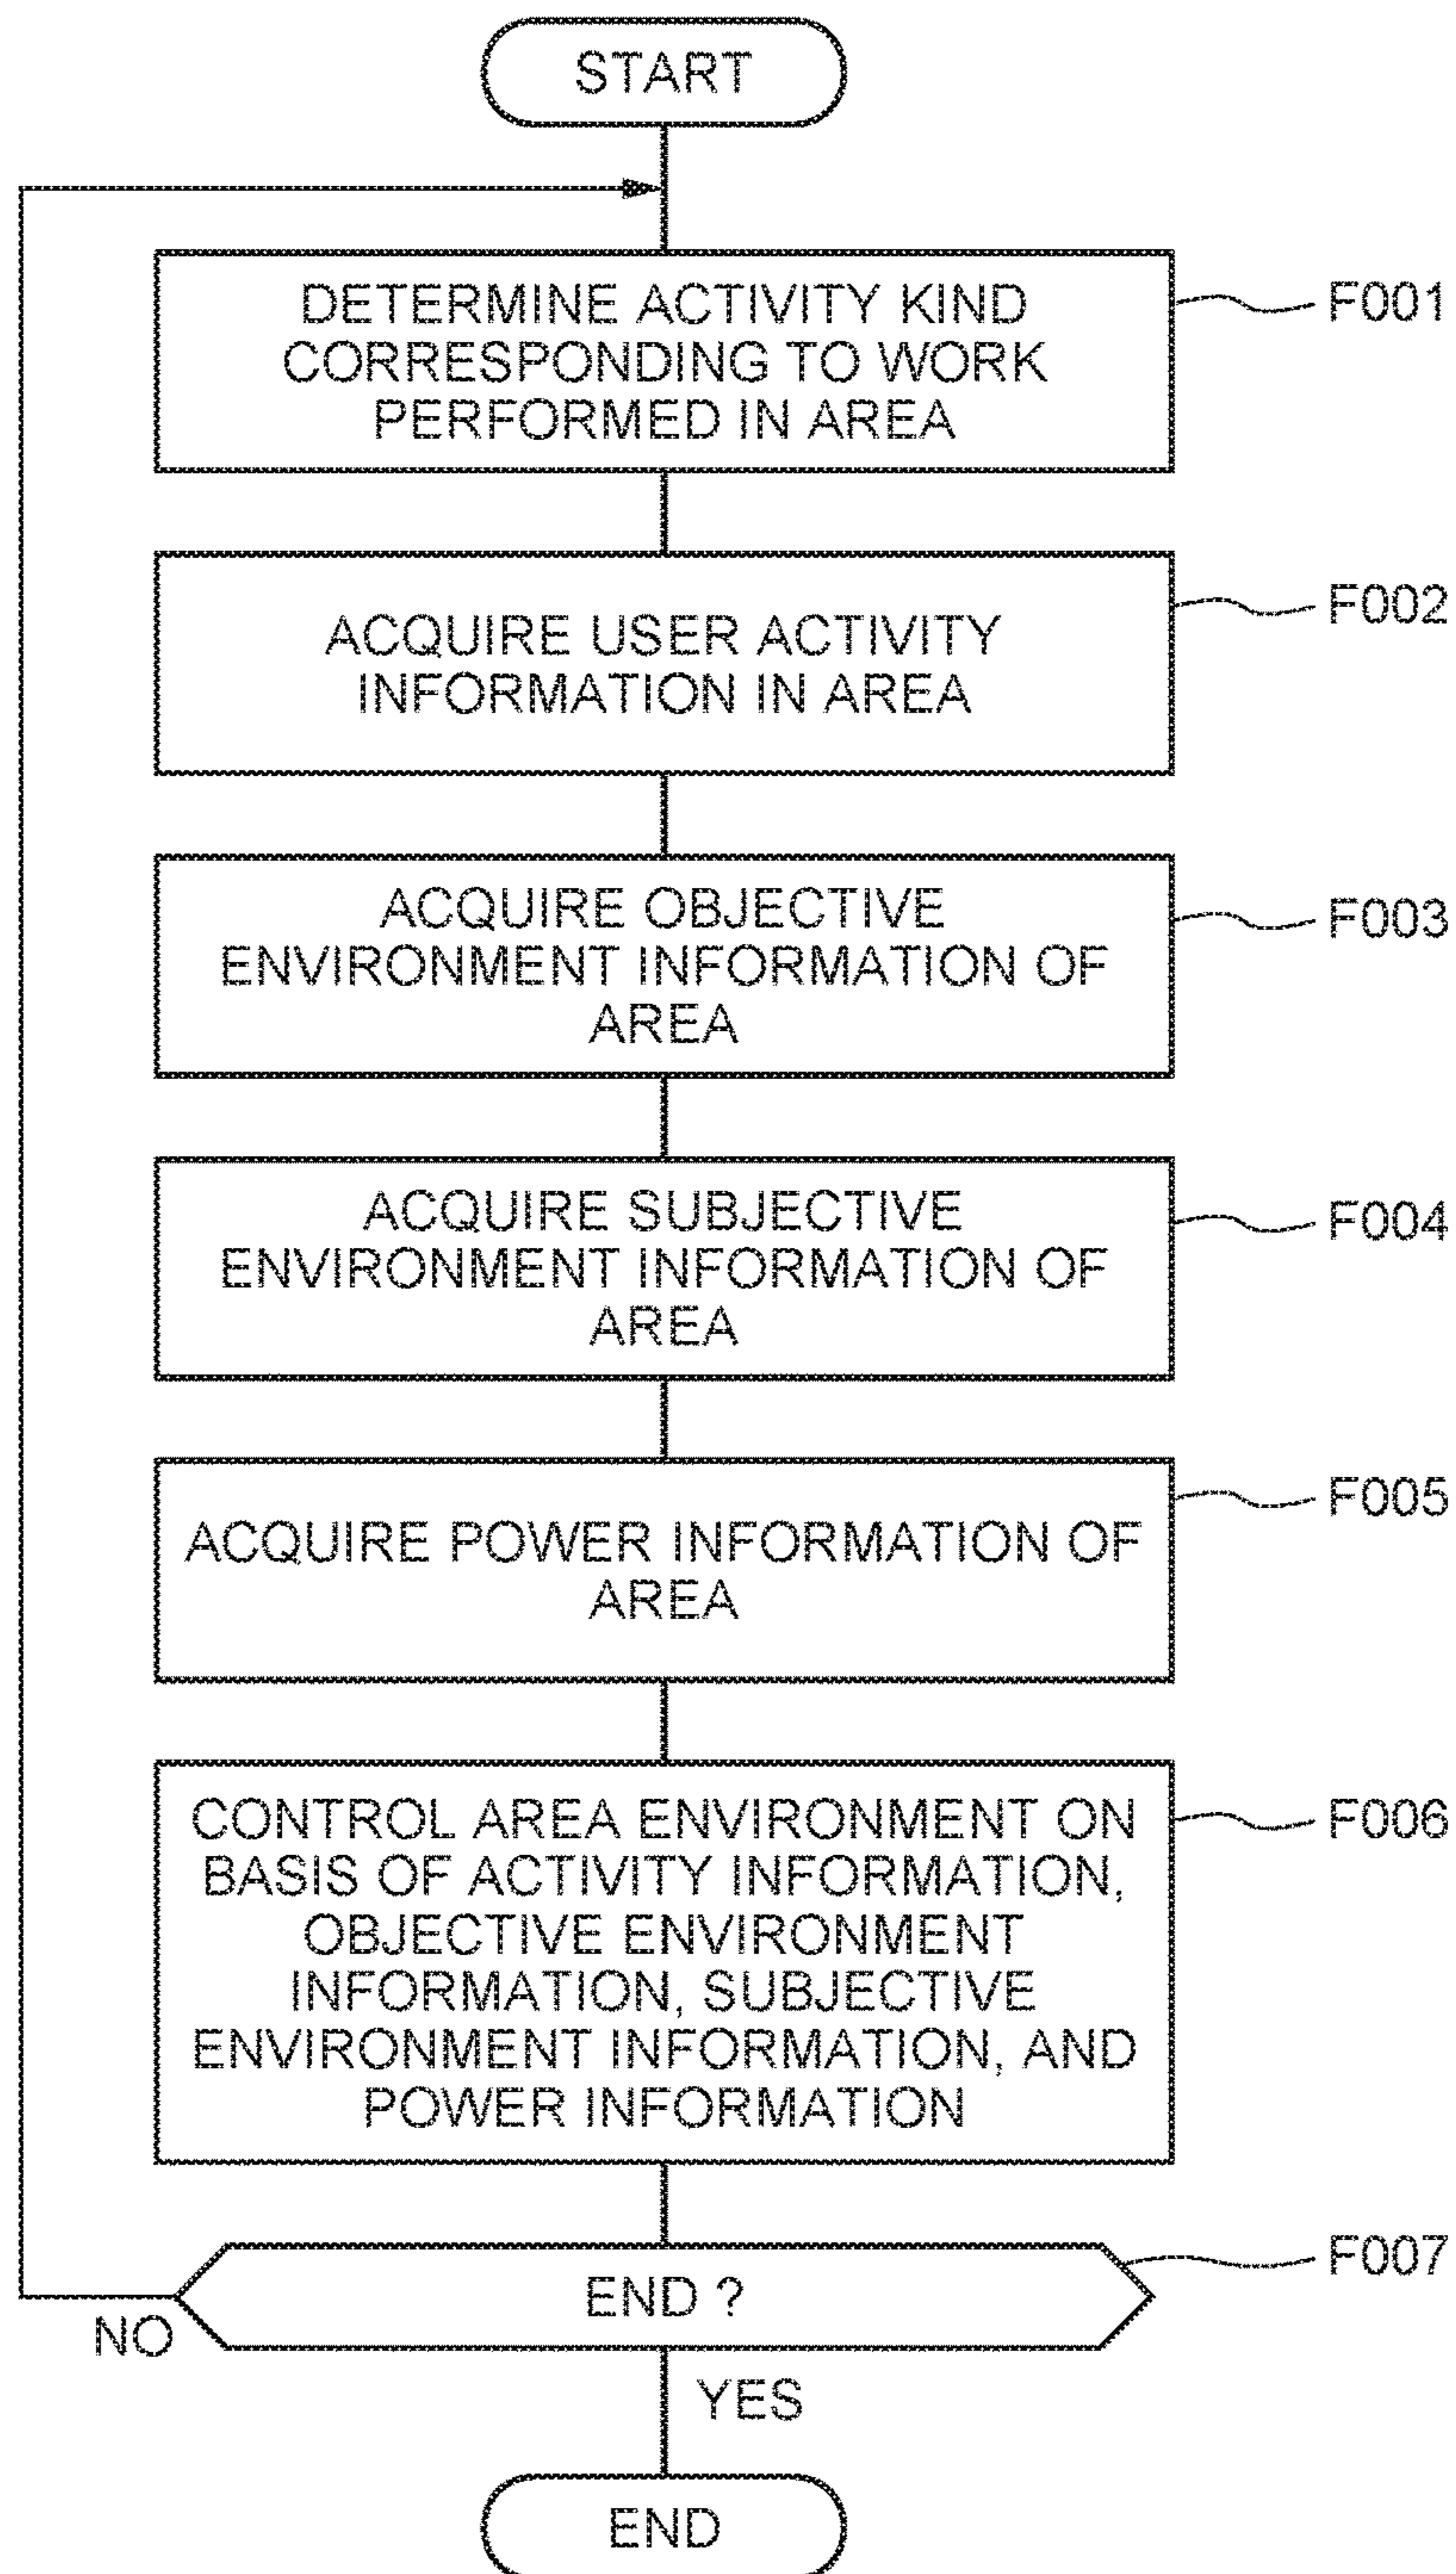 START
DETERMINE ACTIVITY KIND
CORRESPONDING TO WORK
PERFORMED IN AREA
F001
ACQUIRE USER ACTIVITY
INFORMATION IN AREA
F002
ACQUIRE OBJECTIVE
ENVIRONMENT INFORMATION OF
AREA
F003
ACQUIRE SUBJECTIVE
ENVIRONMENT INFORMATION OF
AREA
F004
ACQUIRE POWER INFORMATION OF
AREA
F005
CONTROL AREA ENVIRONMENT ON
BASIS OF ACTIVITY INFORMATION,
OBJECTIVE ENVIRONMENT
INFORMATION, SUBJECTIVE
ENVIRONMENT INFORMATION, AND
POWER INFORMATION
F006
END ?
F007
NO
YES
END